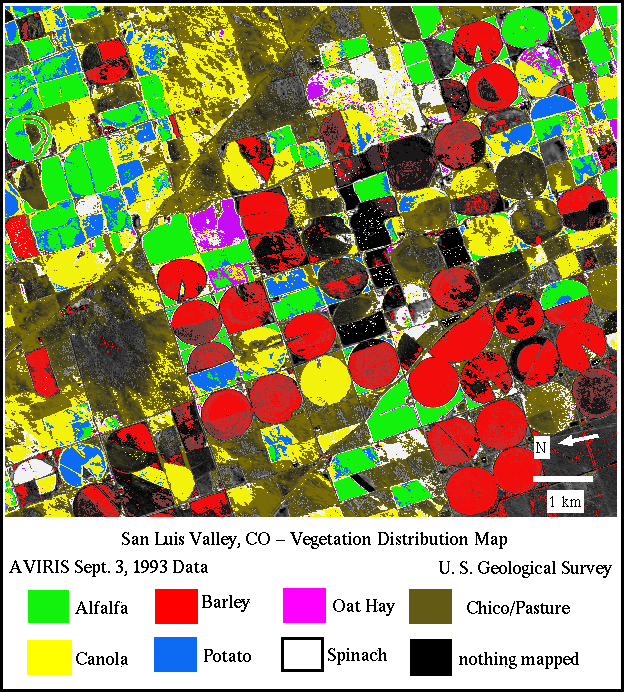 N
1 km
San Luis Valley, CO – Vegetation Distribution Map
AVIRIS Sept. 3, 1993 Data
U. S. Geological Survey
Alfalfa
Barley
Oat Hay
Chico/Pasture
Canola
Potato
Spinach
nothing mapped